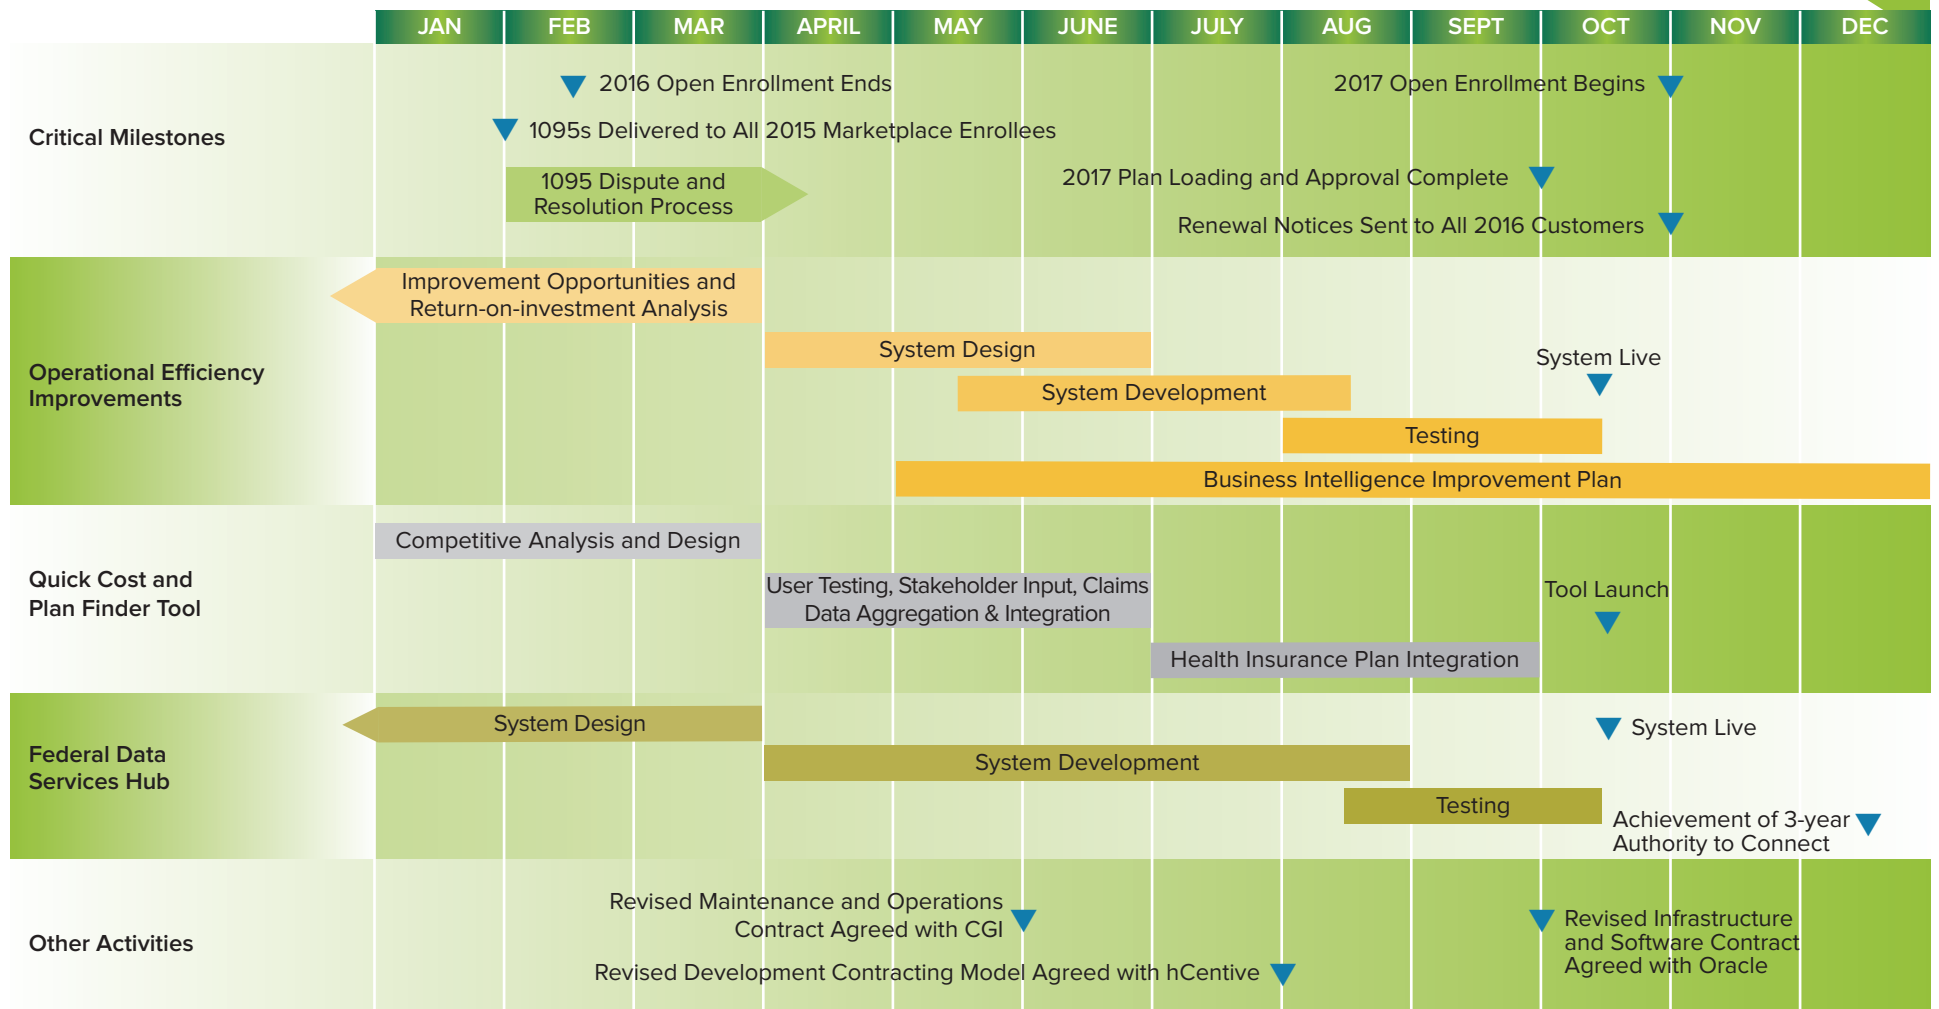 JAN FEB MAR APRIL MAY JUNE JULY AUG SEPT OCT NOV DEC
Critical Milestones
2016 Open Enrollment Ends
2017 Open Enrollment Begins
1095s Delivered to All 2015 Marketplace Enrollees
1095 Dispute and
Resolution Process
2017 Plan Loading and Approval Complete
Renewal Notices Sent to All 2016 Customers
Operational Efficiency
Improvements
Improvement Opportunities and
Return-on-investment Analysis
System Design
System Live
System Development
Testing
Business Intelligence Improvement Plan
Quick Cost and
Plan Finder Tool
Competitive Analysis and Design
User Testing, Stakeholder Input, Claims
Data Aggregation & Integration
Tool Launch
Health Insurance Plan Integration
Federal Data
Services Hub
System Design
System Live
System Development
Testing
Achievement of 3-year
Authority to Connect
Other Activities
Revised Maintenance and Operations
Contract Agreed with CGI
Revised Development Contracting Model Agreed with hCentive
Revised Infrastructure
and Software Contract
Agreed with Oracle